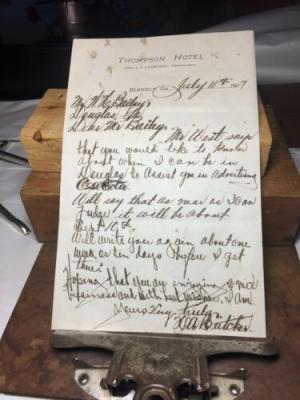 THOMPSON HOTEL
BLAKELY, GA. July 11th 1917
Mr. W. H. Bailey
Douglas, Ga.
Dear Mr Bailey:
Mr West says
that you would like to know
about when I can be in
Douglas to assist you in advertising
Will say that as near as I can
judge it will be about
Sept 10th.
Will write you again about one
week or ten days before I get
there.
Hoping that you are enjoying a nice
business and with best wishes, I am
Yours Very truly,
Butcher.